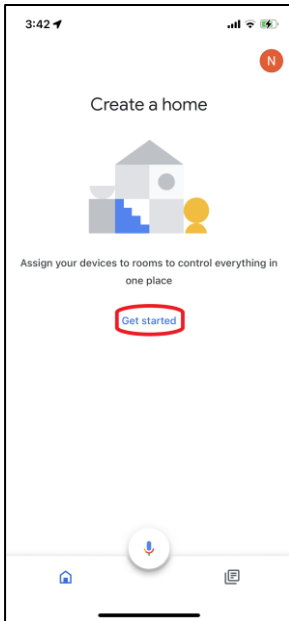 3:42
N
Create a home
Assign your devices to rooms to control everything in
one place
Get started